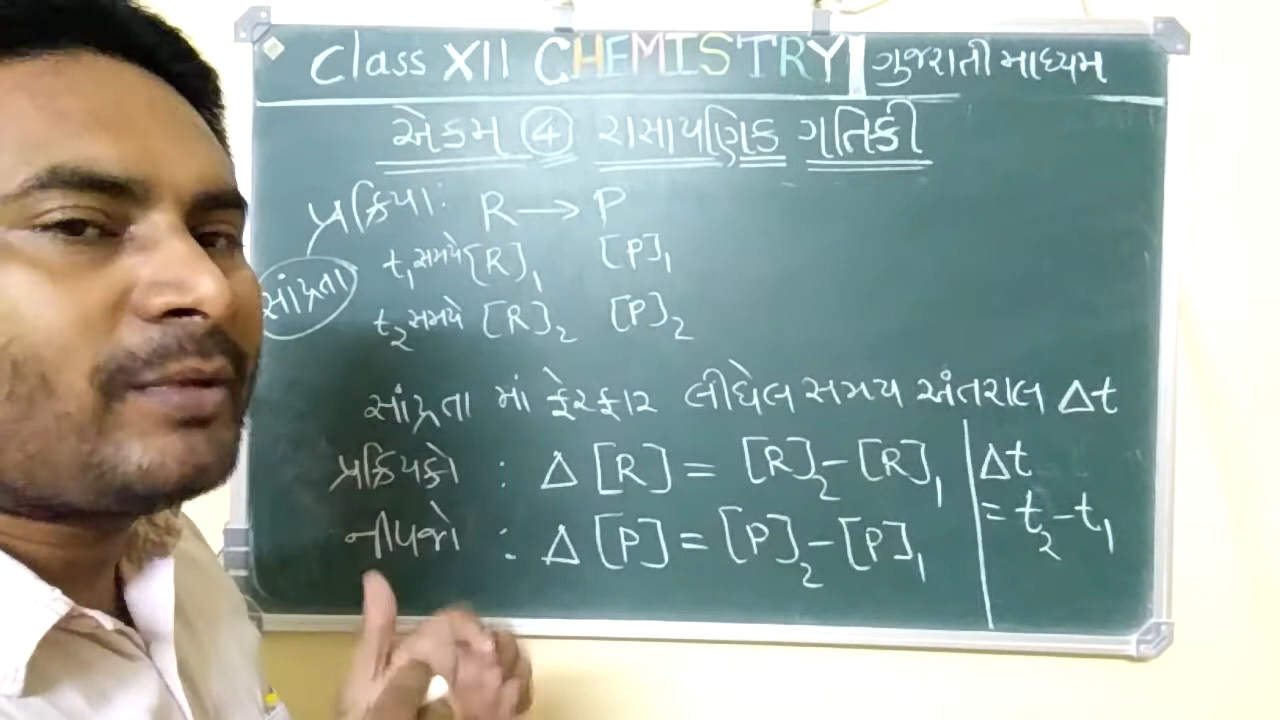 Class XII CHEMISTRY ગુજરાતી માધ્યમ
એકમ ④ રાસાયણિક ગતિકી
પ્રક્રિયા: R → P
t₁ સમયે [R]₁ [P]₁
સાંદ્રતા
t₂ સમયે [R]₂ [P]₂
સાંદ્રતા માં ફેરફાર લીધેલ સમય અંતરાલ Δt
પ્રક્રિયકો : Δ[R] = [R]₂ - [R]₁
નીપજો : Δ[P] = [P]₂ - [P]₁
Δt
= t₂ - t₁